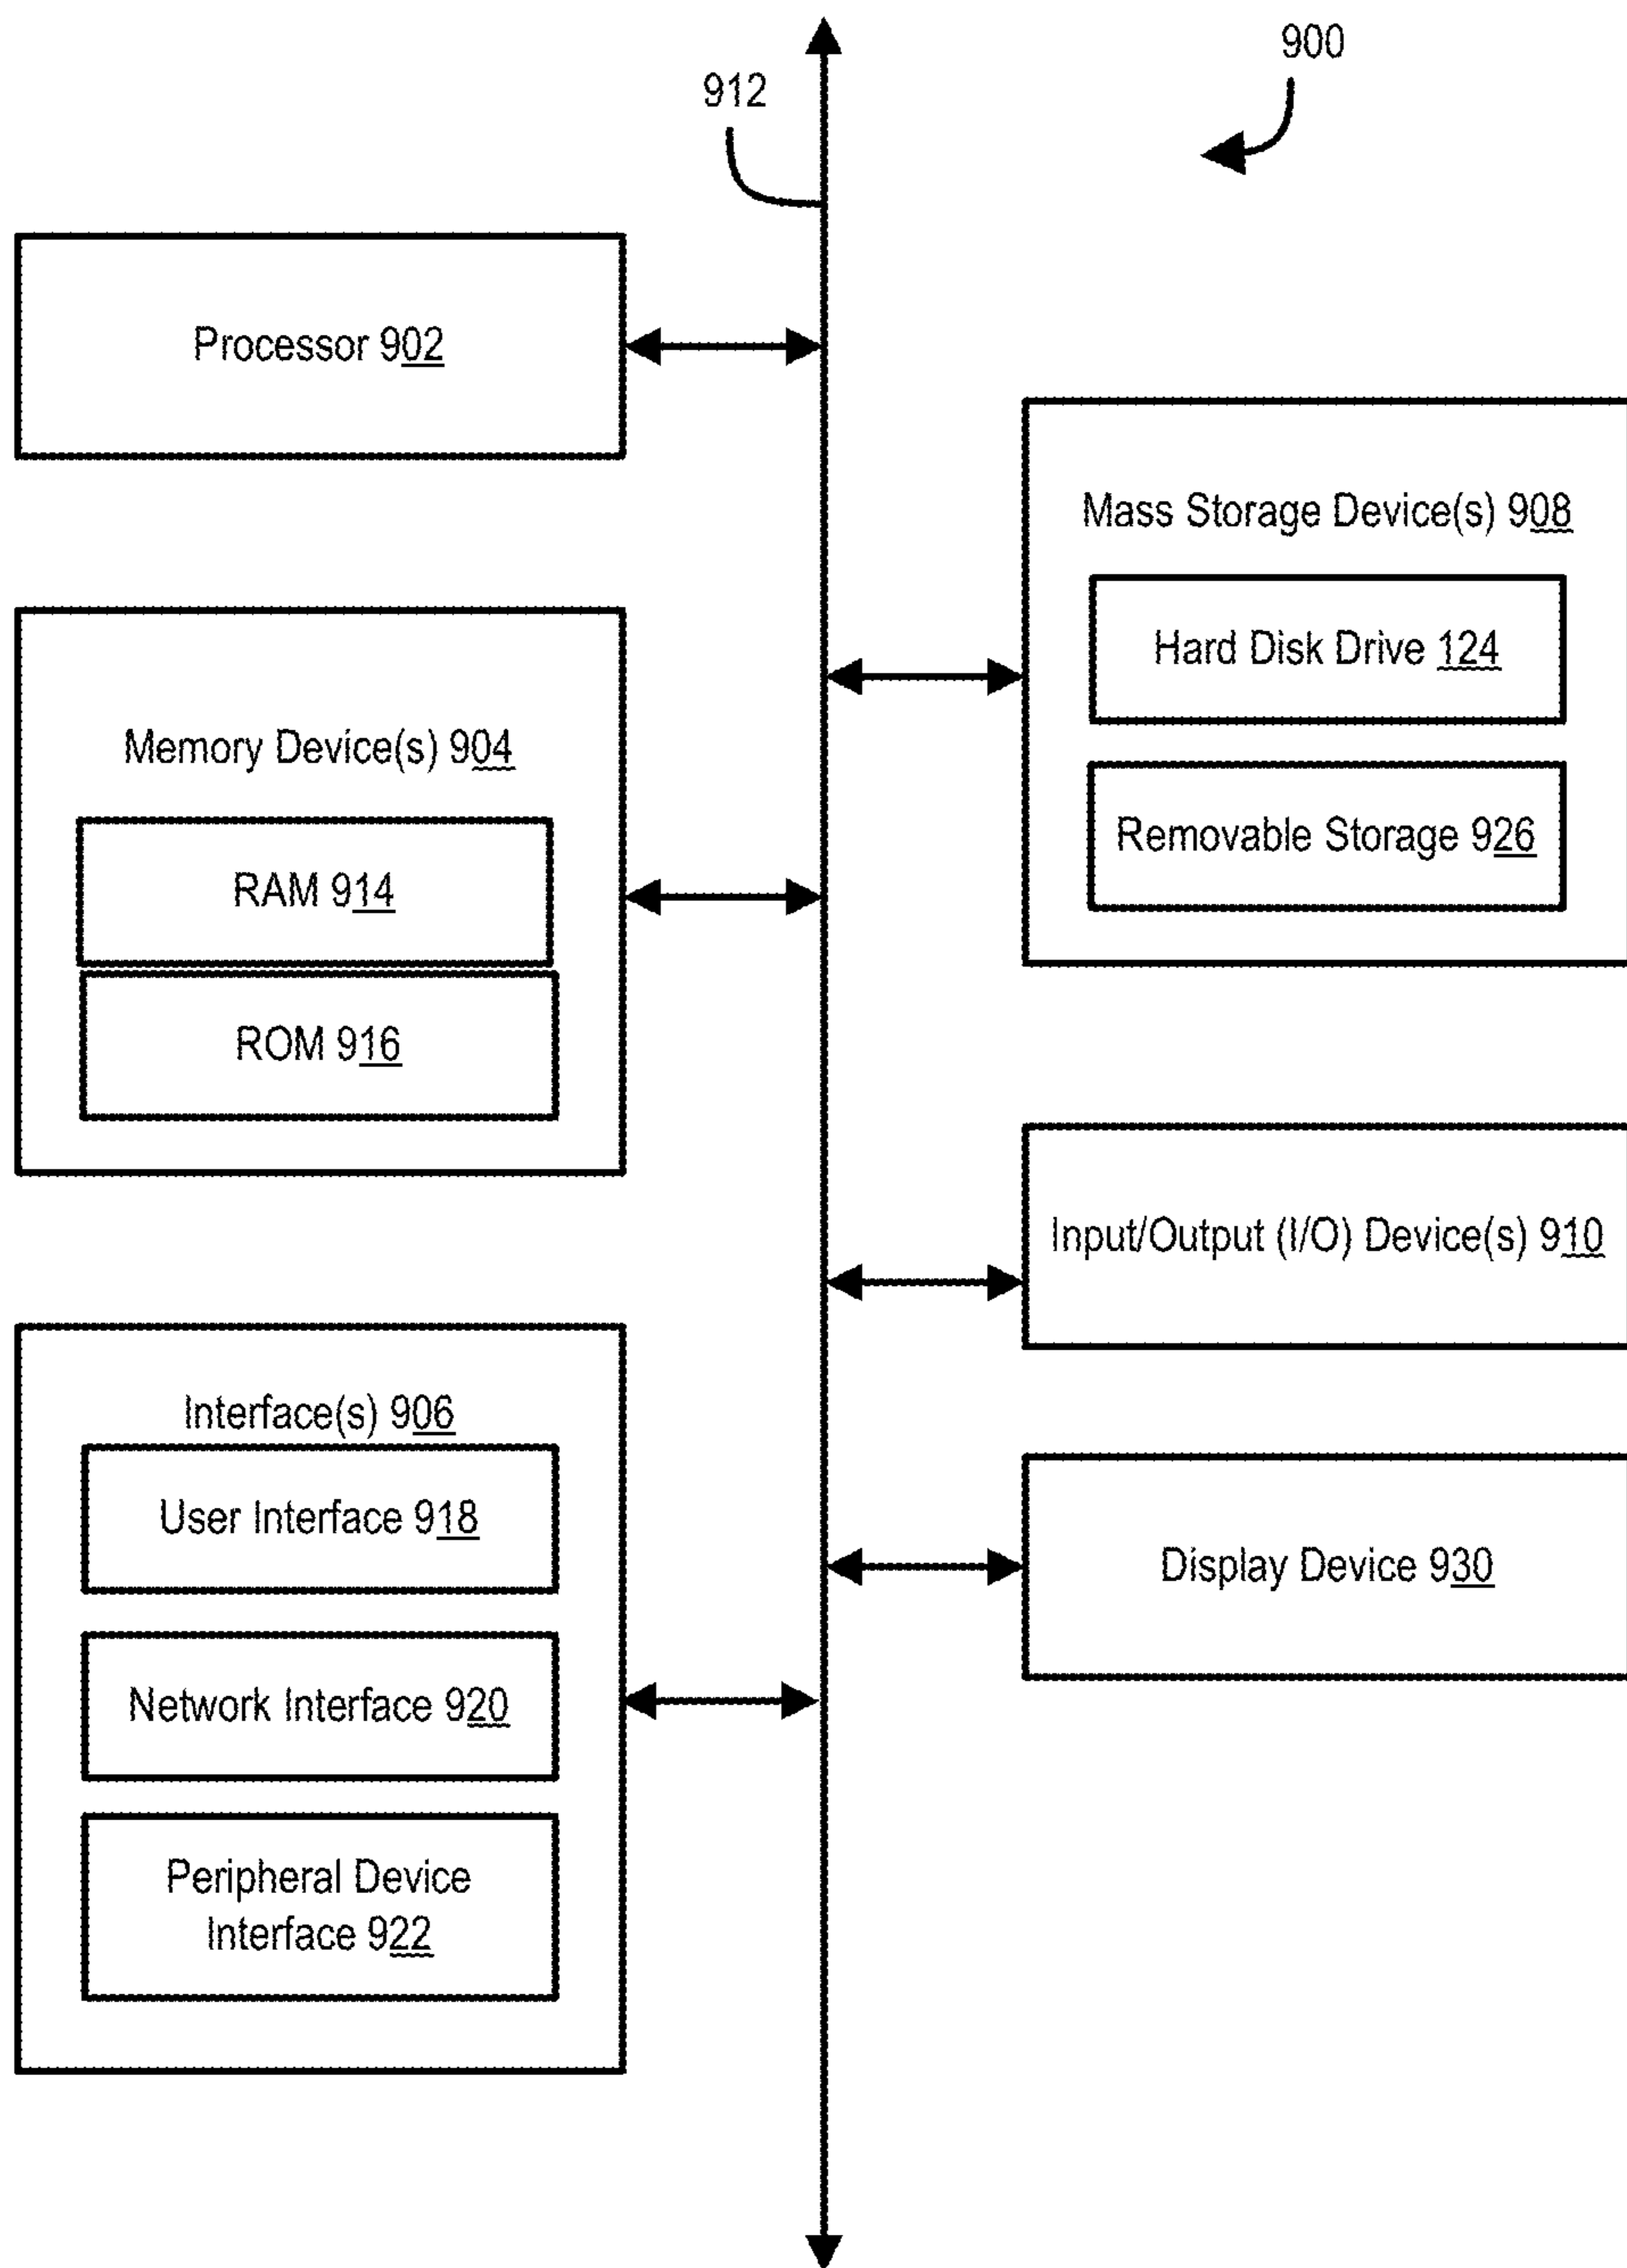 900
912
Processor 902
Mass Storage Device(s) 908
Hard Disk Drive 124
Removable Storage 926
Memory Device(s) 904
RAM 914
ROM 916
Input/Output (I/O) Device(s) 910
Interface(s) 906
User Interface 918
Network Interface 920
Peripheral Device
Interface 922
Display Device 930